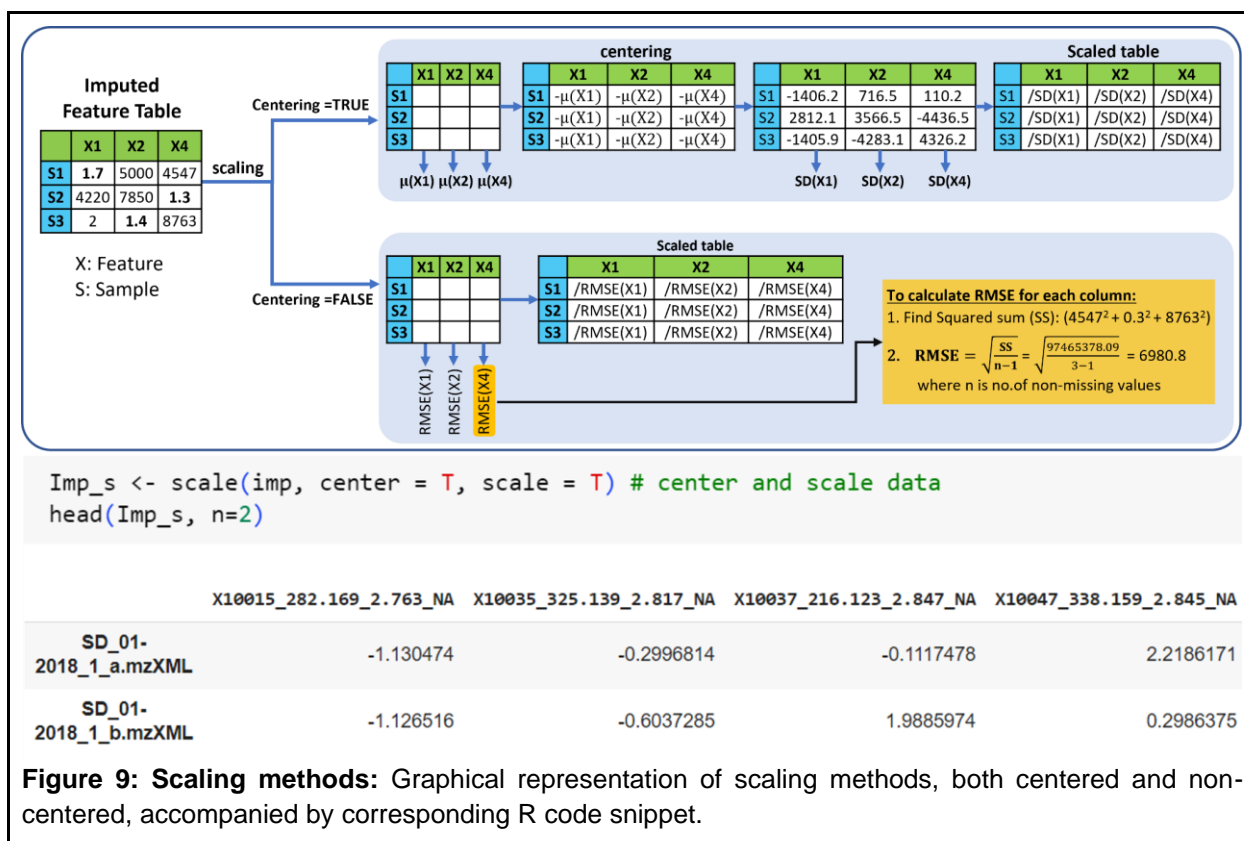 Imputed
Feature Table
X1 X2 X4
S1 1.7 5000 4547
S2 4220 7850 1.3
S3 2 1.4 8763
X: Feature
S: Sample
scaling
Centering =TRUE
X1 X2 X4
S1
S2
S3
μ(X1) μ(X2) μ(X4)
centering
X1 X2 X4
S1 -μ(X1) -μ(X2) -μ(X4)
S2 -μ(X1) -μ(X2) -μ(X4)
S3 -μ(X1) -μ(X2) -μ(X4)
X1 X2 X4
S1 -1406.2 716.5 110.2
S2 2812.1 3566.5 -4436.5
S3 -1405.9 -4283.1 4326.2
SD(X1) SD(X2) SD(X4)
Scaled table
X1 X2 X4
S1 /SD(X1) /SD(X2) /SD(X4)
S2 /SD(X1) /SD(X2) /SD(X4)
S3 /SD(X1) /SD(X2) /SD(X4)
Centering =FALSE
X1 X2 X4
S1
S2
S3
RMSE(X1) RMSE(X2) RMSE(X4)
Scaled table
X1 X2 X4
S1 /RMSE(X1) /RMSE(X2) /RMSE(X4)
S2 /RMSE(X1) /RMSE(X2) /RMSE(X4)
S3 /RMSE(X1) /RMSE(X2) /RMSE(X4)
To calculate RMSE for each column:
1. Find Squared sum (SS): (4547² + 0.3² + 8763²)
2. RMSE = √(SS/n-1) = √(97465378.09/3-1) = 6980.8
where n is no.of non-missing values
Imp_s <- scale(imp, center = T, scale = T) # center and scale data
head(Imp_s, n=2)
X10015_282.169_2.763_NA X10035_325.139_2.817_NA X10037_216.123_2.847_NA X10047_338.159_2.845_NA
SD_01-
2018_1_a.mzXML -1.130474 -0.2996814 -0.1117478 2.2186171
SD_01-
2018_1_b.mzXML -1.126516 -0.6037285 1.9885974 0.2986375
Figure 9: Scaling methods: Graphical representation of scaling methods, both centered and non-
centered, accompanied by corresponding R code snippet.